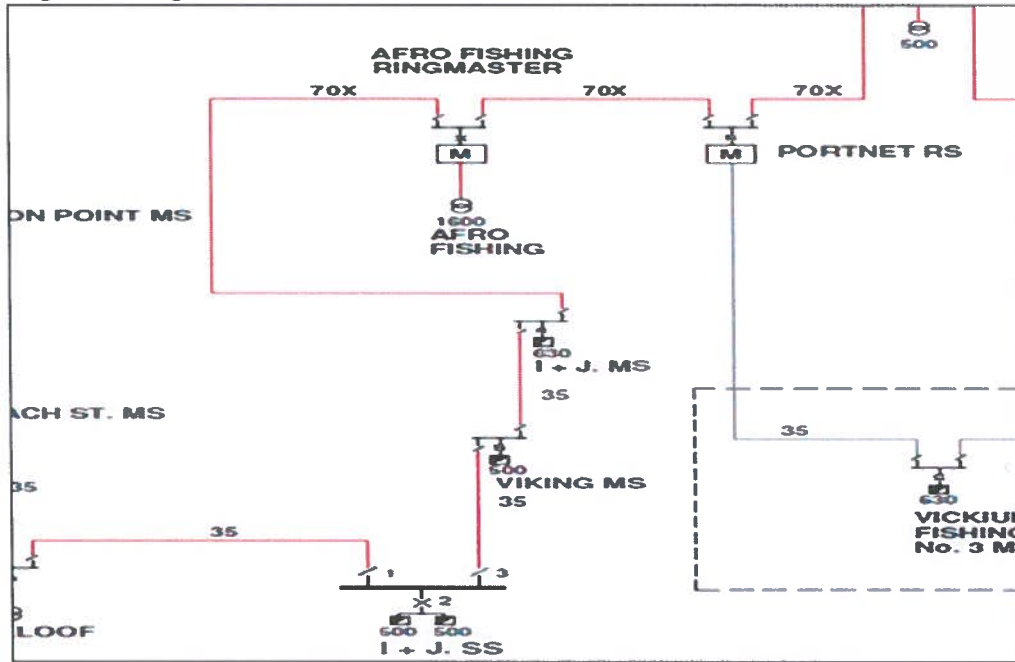 500
AFRO FISHING
RINGMASTER
70X
70X
70X
M
M
PORTNET RS
ON POINT MS
1600
AFRO
FISHING
630
I + J. MS
35
ACH ST. MS
35
500
VIKING MS
35
35
630
VICKIU
FISHING
No. 3 M
35
1
3
2
LOOF
500
500
I + J. SS